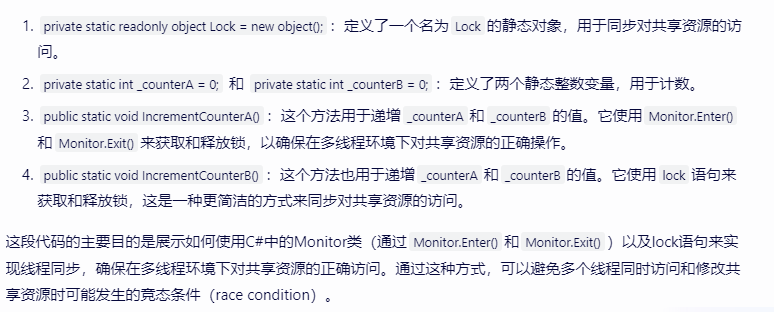 1. private static readonly object Lock = new object(); ：定义了一个名为 Lock 的静态对象，用于同步对共享资源的访
问。
2. private static int _counterA = 0; 和 private static int _counterB = 0; ：定义了两个静态整数变量，用于计数。
3. public static void IncrementCounterA() ：这个方法用于递增 _counterA 和 _counterB 的值。它使用 Monitor.Enter()
和 Monitor.Exit() 来获取和释放锁，以确保在多线程环境下对共享资源的正确操作。
4. public static void IncrementCounterB() ：这个方法也用于递增 _counterA 和 _counterB 的值。它使用 lock 语句来
获取和释放锁，这是一种更简洁的方式来同步对共享资源的访问。
这段代码的主要目的是展示如何使用C#中的Monitor类（通过 Monitor.Enter() 和 Monitor.Exit() ）以及lock语句来实
现线程同步，确保在多线程环境下对共享资源的正确访问。通过这种方式，可以避免多个线程同时访问和修改共
享资源时可能发生的竞态条件（race condition）。